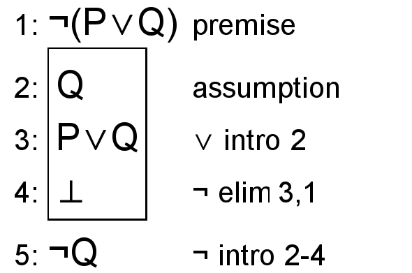 1: ¬(P∨Q) premise
2: Q assumption
3: P∨Q ∨ intro 2
4: ⊥ ¬ elim 3,1
5: ¬Q ¬ intro 2-4